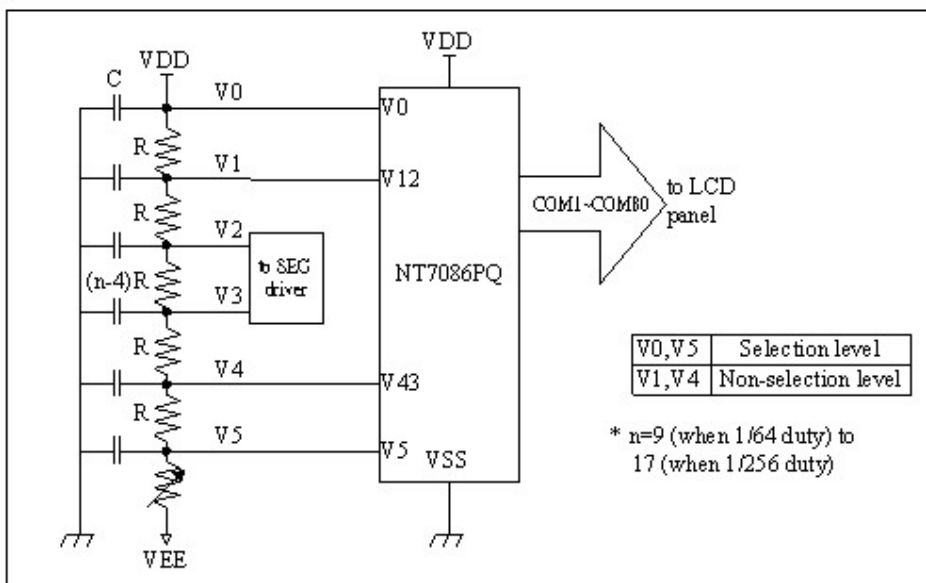 VDD
VDD
C
V0
V0
R
V1
V12
R
V2
to SEG
driver
(n-4)R
V3
NT7086PQ
COM1~COM80
to LCD
panel
R
V4
V43
R
V5
V5
VSS
VEE
V0,V5 Selection level
V1,V4 Non-selection level
* n=9 (when 1/64 duty) to
17 (when 1/256 duty)